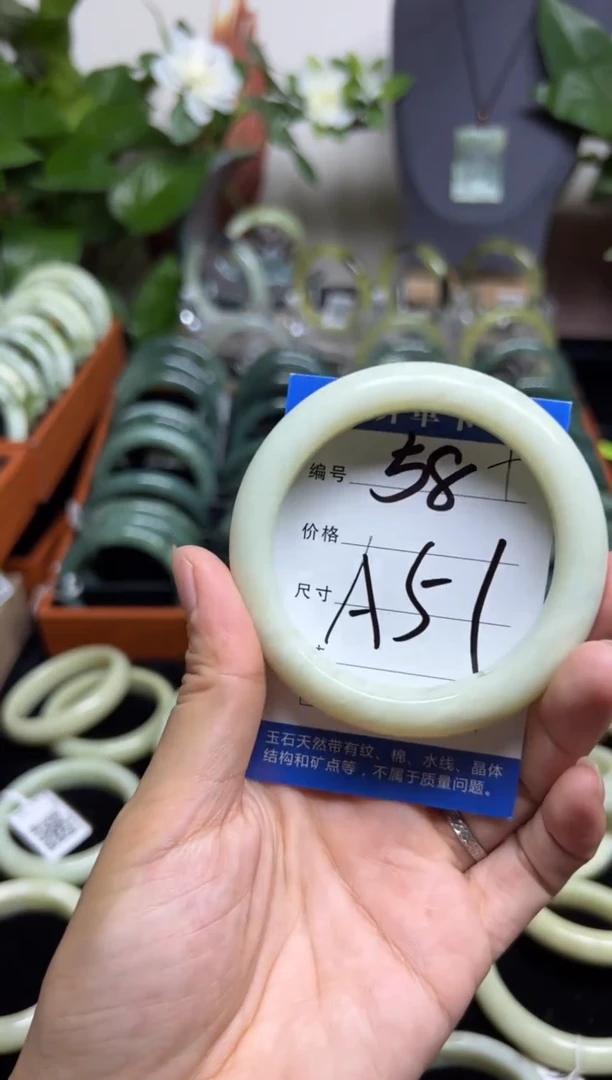 编号 58+
价格
尺寸 A51
玉石天然带有纹、棉、水线、晶体
结构和矿点等，不属于质量问题。